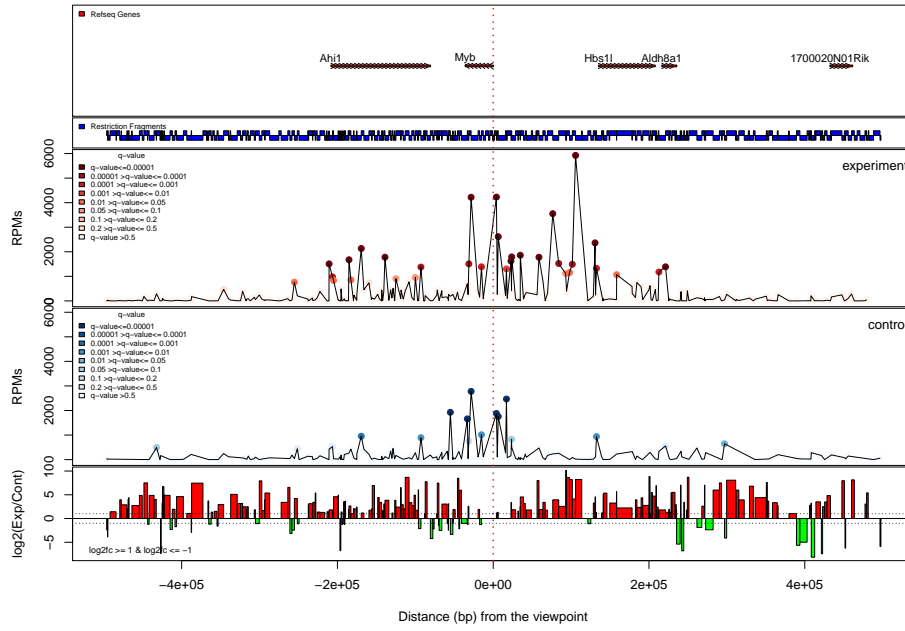 Refseq Genes
Ahi1
Myb
Hbs1l
Aldh8a1
1700020N01Rik
Restriction Fragments
experiment
q−value
q−value<=0.00001
0.00001 >q−value<= 0.0001
0.0001 >q−value<= 0.001
0.001 >q−value<= 0.01
0.01 >q−value<= 0.05
0.05 >q−value<= 0.1
0.1 >q−value<= 0.2
0.2 >q−value<= 0.5
q−value >0.5
RPMs
0 2000 4000 6000
contro
q−value
q−value<=0.00001
0.00001 >q−value<= 0.0001
0.0001 >q−value<= 0.001
0.001 >q−value<= 0.01
0.01 >q−value<= 0.05
0.05 >q−value<= 0.1
0.1 >q−value<= 0.2
0.2 >q−value<= 0.5
q−value >0.5
RPMs
0 2000 4000 6000
log2(Exp/Cont)
−5 0 5 10
log2fc >= 1 & log2fc <= −1
−4e+05 −2e+05 0e+00 2e+05 4e+05
Distance (bp) from the viewpoint